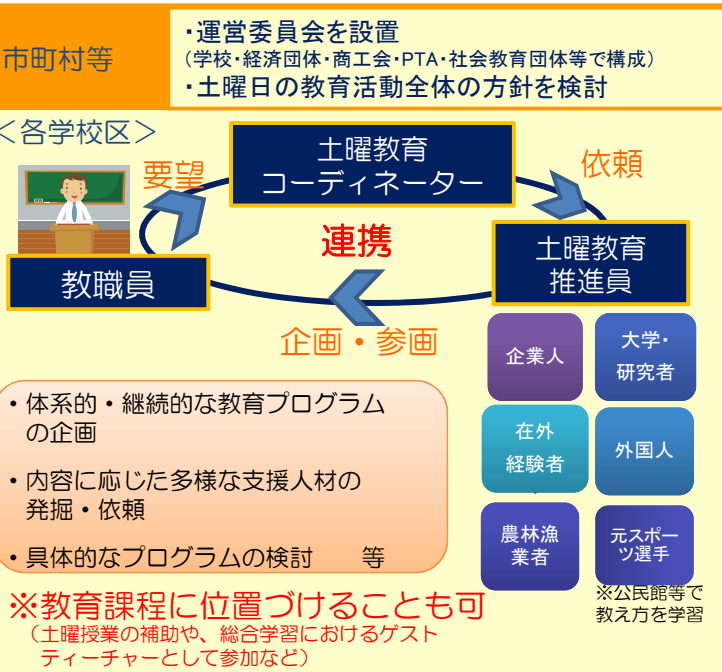 市町村等
・運営委員会を設置
(学校・経済団体・商工会・PTA・社会教育団体等で構成)
・土曜日の教育活動全体の方針を検討
＜各学校区＞
土曜教育
コーディネーター
要望
依頼
連携
教職員
土曜教育
推進員
企画・参画
企業人
大学・
研究者
在外
経験者
外国人
農林漁
業者
元スポー
ツ選手
※公民館等で
教え方を学習
・体系的・継続的な教育プログラム
の企画
・内容に応じた多様な支援人材の
発掘・依頼
・具体的なプログラムの検討　等
※教育課程に位置づけることも可
（土曜授業の補助や、総合学習におけるゲスト
ティーチャーとして参加など）